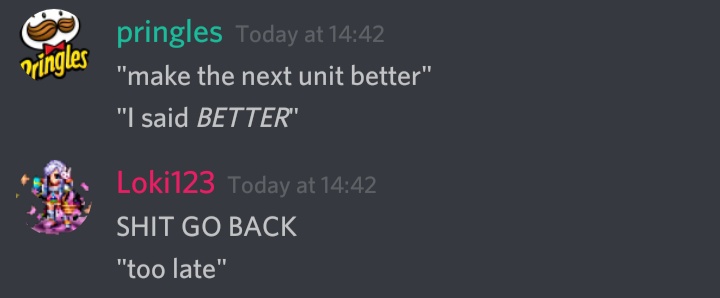 Pringles
pringles Today at 14:42
"make the next unit better"
"I said BETTER"
Loki123 Today at 14:42
SHIT GO BACK
"too late"